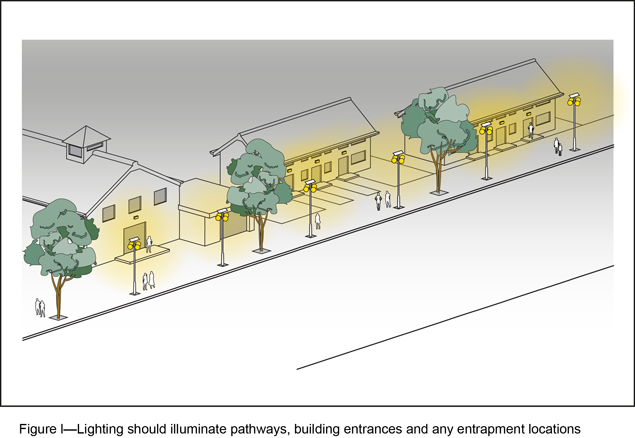 Figure I—Lighting should illuminate pathways, building entrances and any entrapment locations